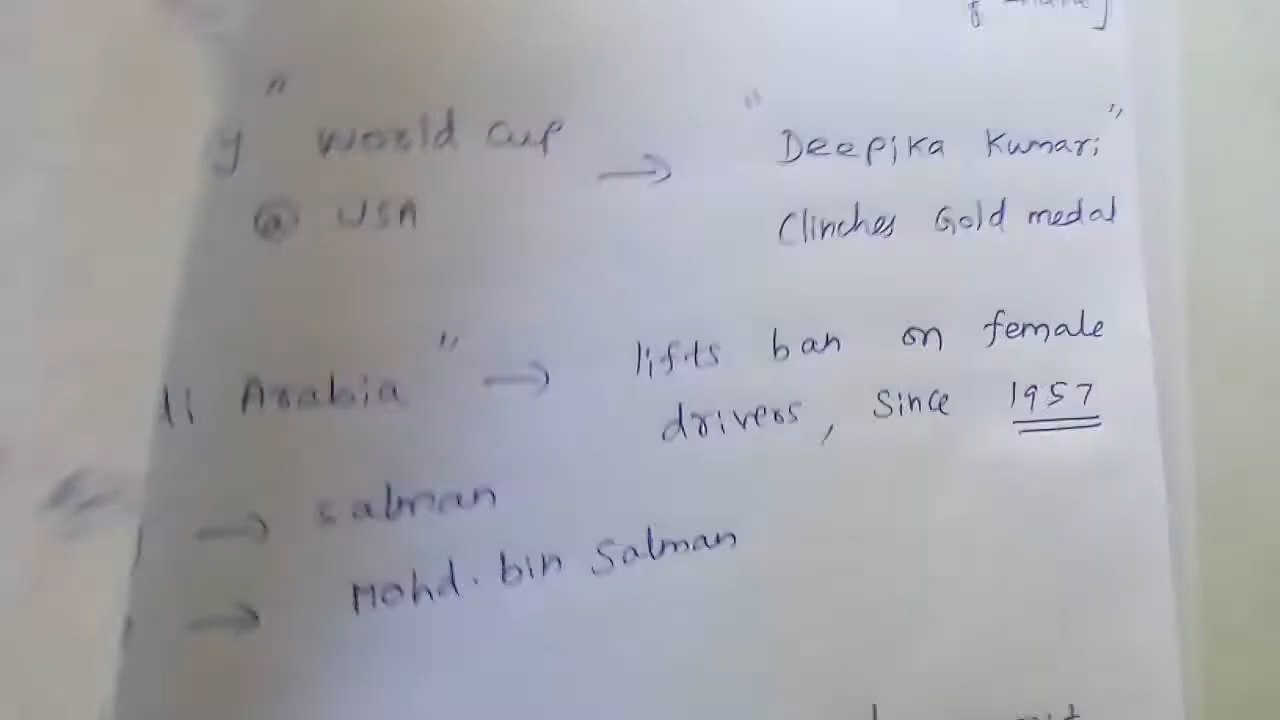 y" World Cup → "Deepika Kumari"
@ USA Clinches Gold medal
di Arabia" → lifts ban on female
drivers, since 1957
→ salman
→ Mohd. bin Salman